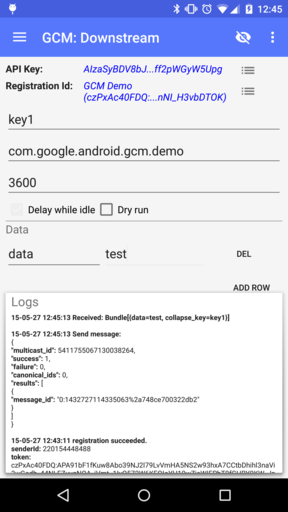 12:45
GCM: Downstream
API Key: AIzaSyBDV8bJ...ff2pWGyW5Upg
Registration Id: GCM Demo
(czPxAc40FDQ:...nNI_H3vbDTOK)
key1
com.google.android.gcm.demo
3600
Delay while idle Dry run
Data
data test DEL
ADD ROW
Logs
15-05-27 12:45:13 Received: Bundle[{data=test, collapse_key=key1}]
15-05-27 12:45:13 Send message:
{
"multicast_id": 5411755067130038264,
"success": 1,
"failure": 0,
"canonical_ids": 0,
"results": [
{
"message_id": "0:1432727114335063%2a748ce700322db2"
}
]
}
15-05-27 12:43:11 registration succeeded.
senderId: 220154448488
token: